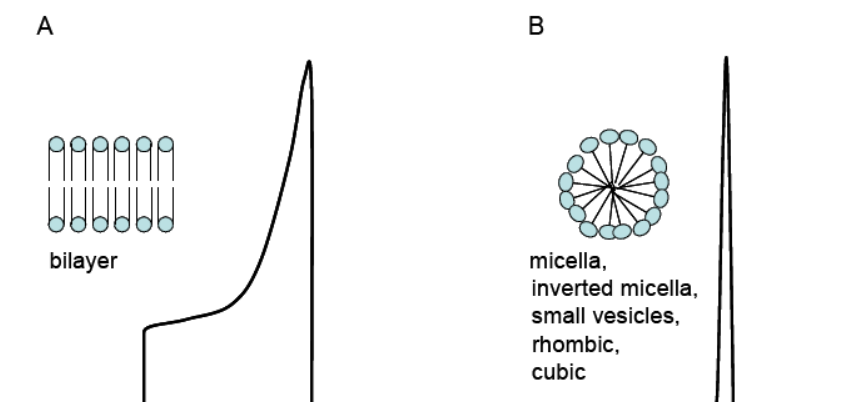 A
B
bilayer
micella,
inverted micella,
small vesicles,
rhombic,
cubic